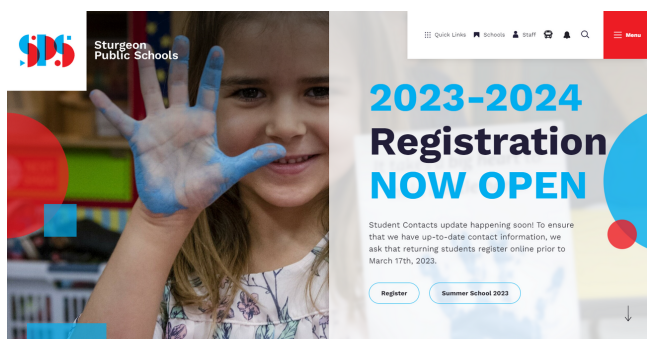 SPS
Sturgeon
Public Schools
Quick Links Schools Staff Menu
2023-2024
Registration
NOW OPEN
Student Contacts update happening soon! To ensure
that we have up-to-date contact information, we
ask that returning students register online prior to
March 17th, 2023.
Register Summer School 2023